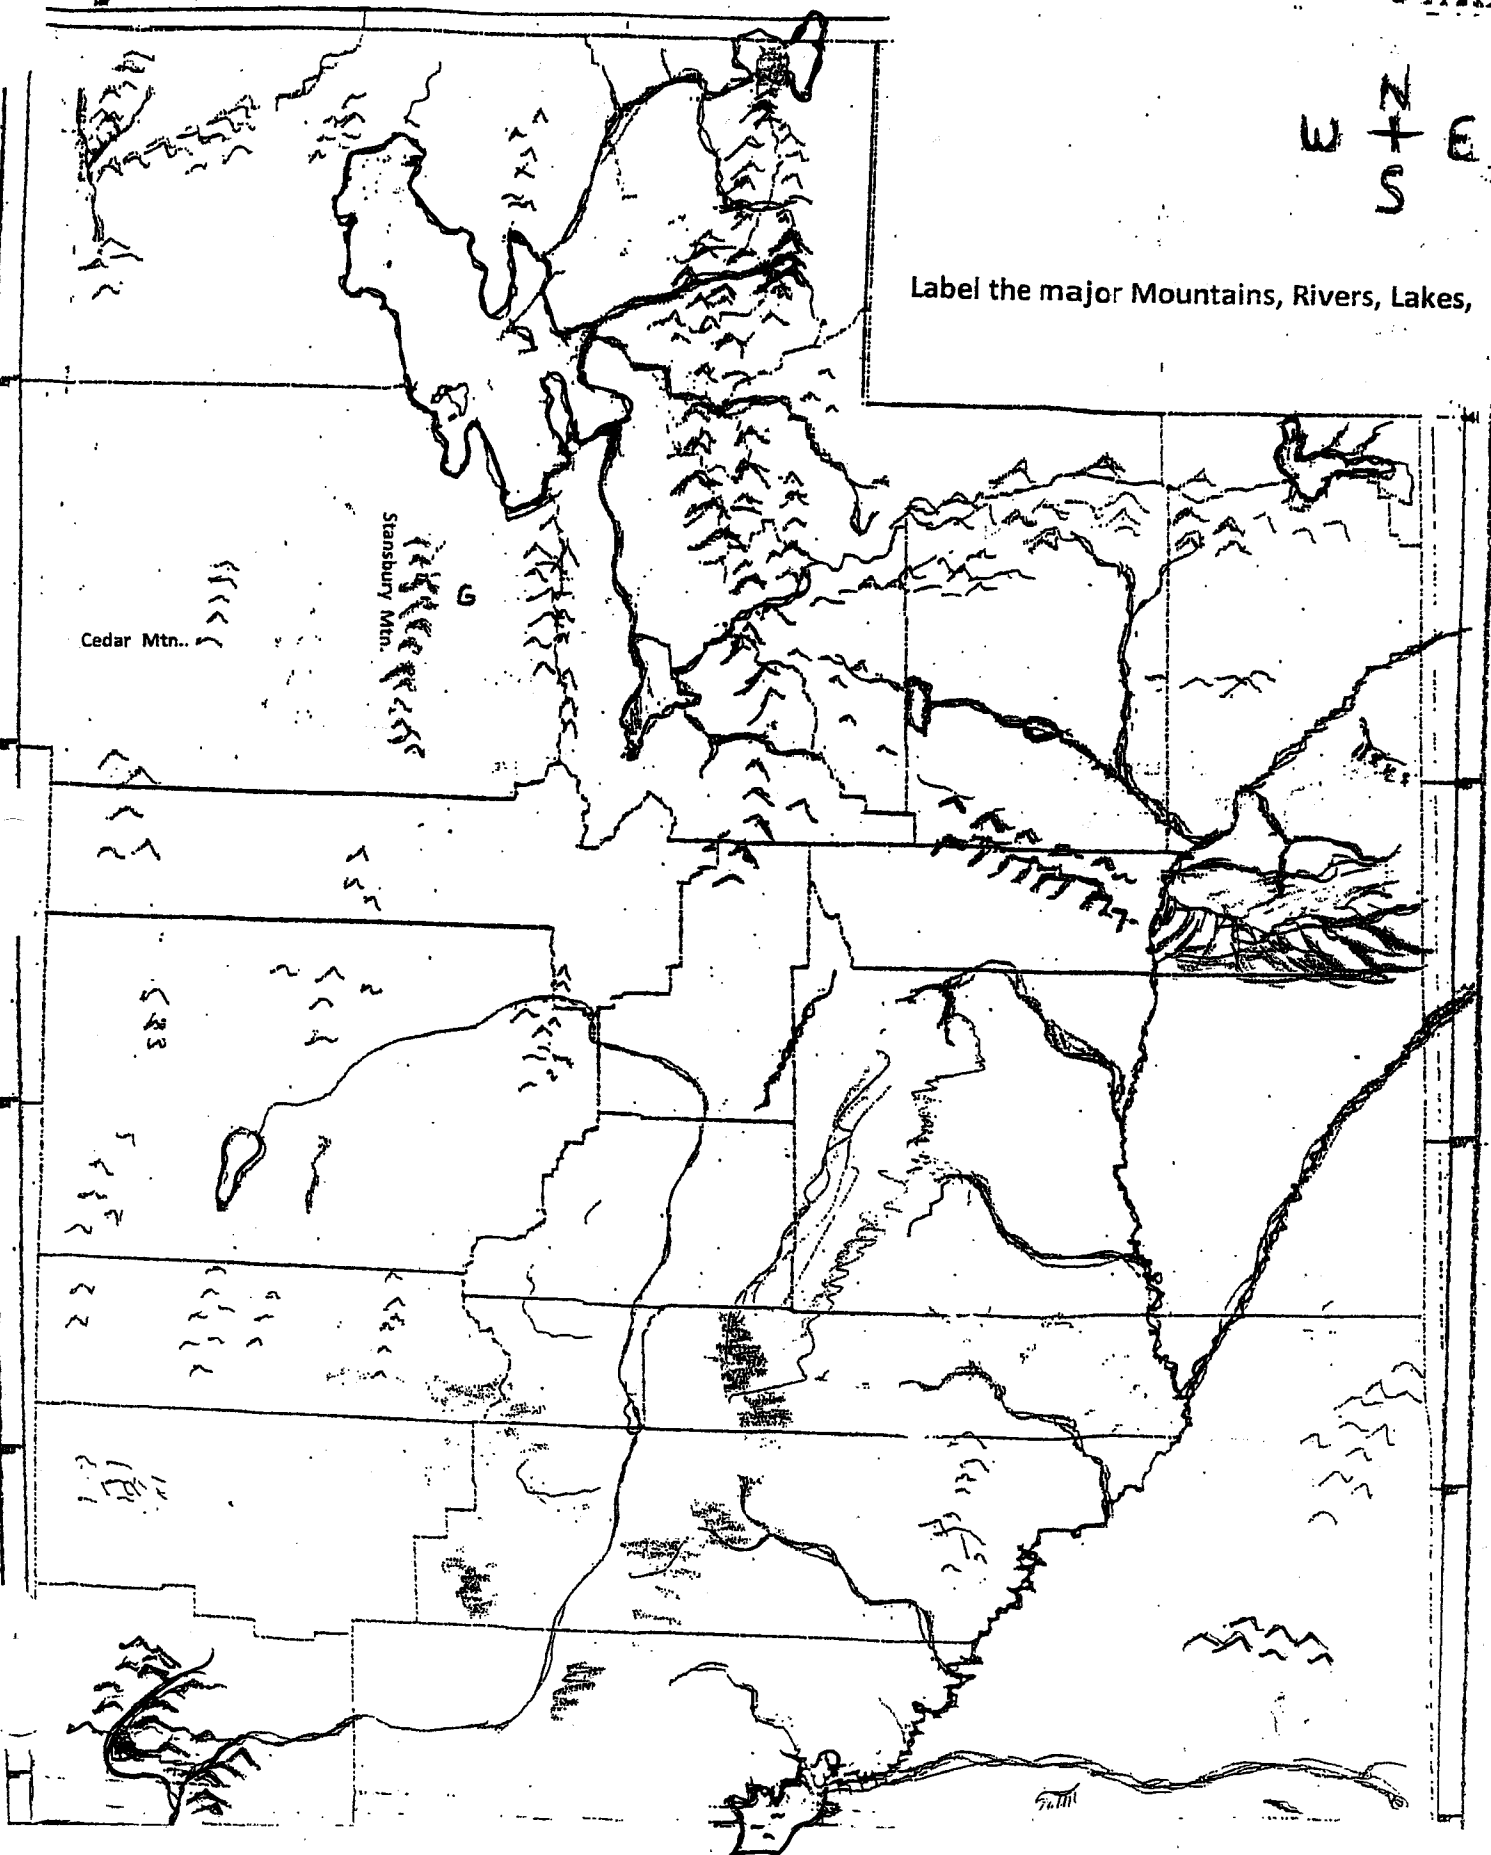 N
W E
S
Label the major Mountains, Rivers, Lakes,
Stansbury Mtn.
G
Cedar Mtn..